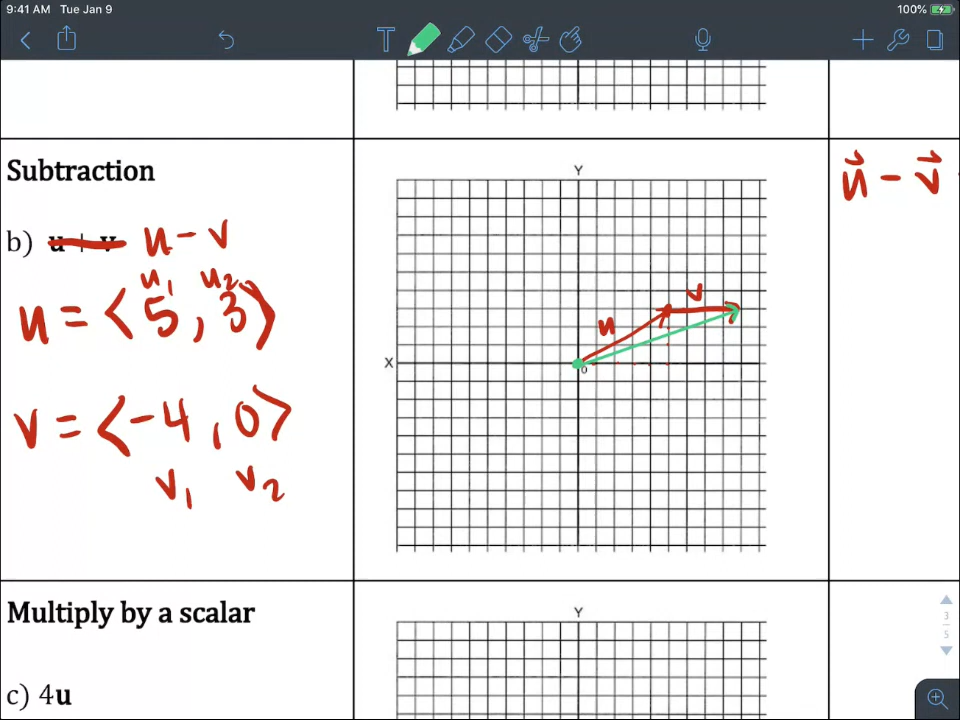 9:41 AM Tue Jan 9
100%
T
Subtraction
Y
u⃗ - v⃗
b) u + v u - v
u₁ u₂
u = <5, 3>
v
u
X
0
v = <-4, 0>
v₁ v₂
Multiply by a scalar
Y
3
5
c) 4u